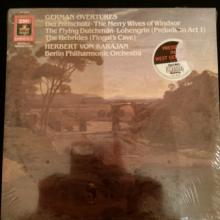 EMI
GERMAN OVERTURES
Der Freischütz · The Merry Wives of Windsor
The Flying Dutchman · Lohengrin (Prelude to Act 1)
The Hebrides (Fingal's Cave)
HERBERT VON KARAJAN
Berlin Philharmonic Orchestra